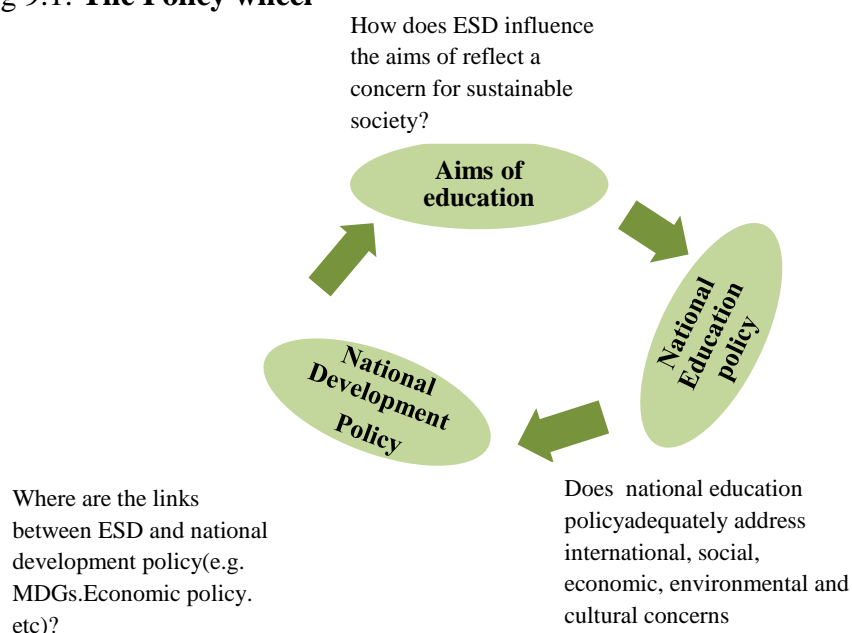 g 9.1: The Policy wheel
How does ESD influence
the aims of reflect a
concern for sustainable
society?
Aims of
education
National
Education
policy
National
Development
Policy
Where are the links
between ESD and national
development policy(e.g.
MDGs.Economic policy.
etc)?
Does national education
policyadequately address
international, social,
economic, environmental and
cultural concerns